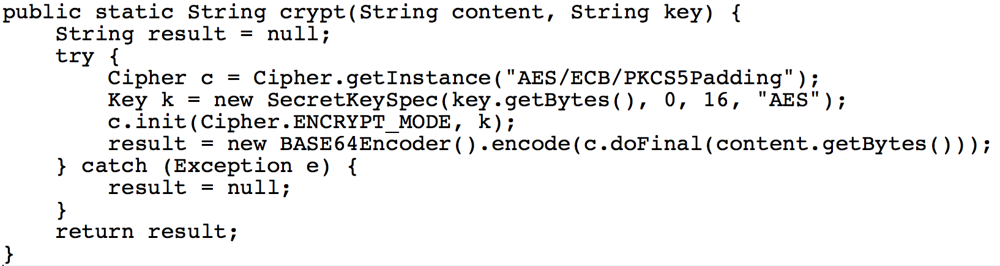 public static String crypt(String content, String key) {
    String result = null;
    try {
        Cipher c = Cipher.getInstance("AES/ECB/PKCS5Padding");
        Key k = new SecretKeySpec(key.getBytes(), 0, 16, "AES");
        c.init(Cipher.ENCRYPT_MODE, k);
        result = new BASE64Encoder().encode(c.doFinal(content.getBytes()));
    } catch (Exception e) {
        result = null;
    }
    return result;
}